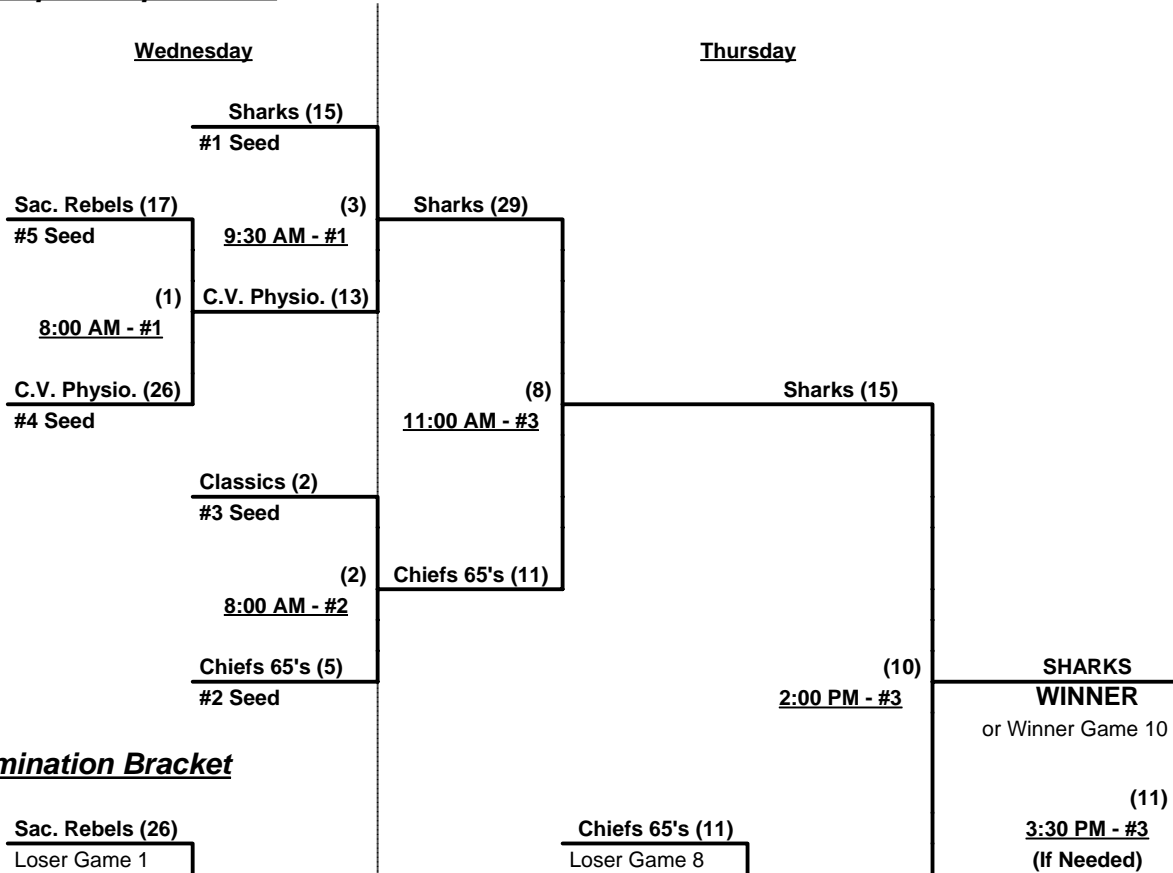 Wednesday
Thursday
Sharks (15)
#1 Seed
Sac. Rebels (17)
(3)
Sharks (29)
#5 Seed
9:30 AM - #1
(1)
C.V. Physio. (13)
8:00 AM - #1
C.V. Physio. (26)
(8)
Sharks (15)
#4 Seed
11:00 AM - #3
Classics (2)
#3 Seed
(2)
Chiefs 65's (11)
8:00 AM - #2
Chiefs 65's (5)
(10)
SHARKS
#2 Seed
2:00 PM - #3
WINNER
or Winner Game 10
mination Bracket
(11)
Sac. Rebels (26)
Chiefs 65's (11)
3:30 PM - #3
Loser Game 1
Loser Game 8
(If Needed)